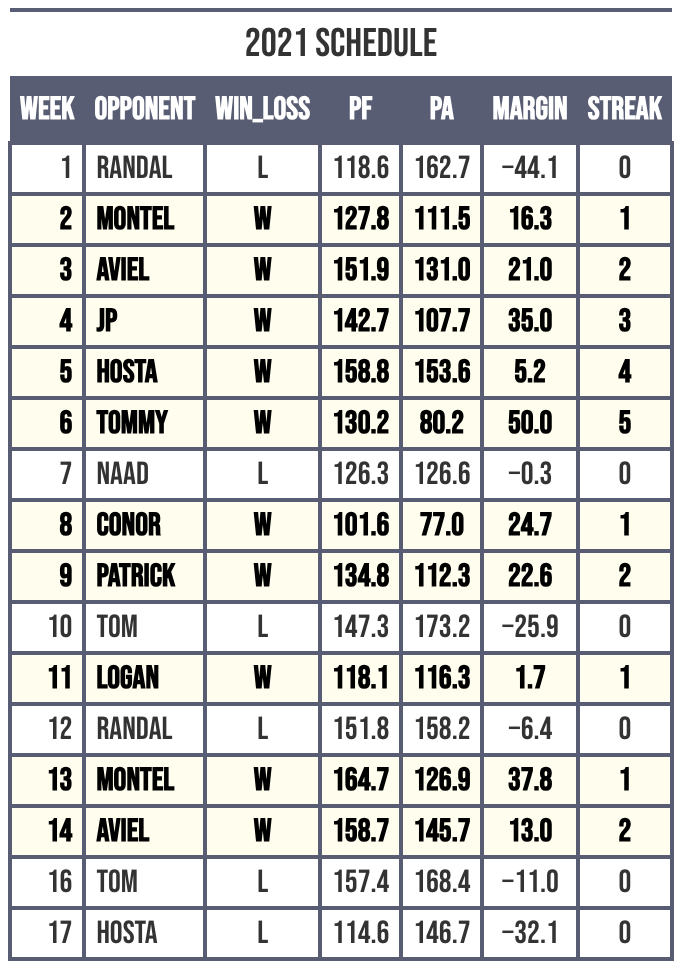 2021 SCHEDULE
WEEK OPPONENT WIN_LOSS PF PA MARGIN STREAK
1 RANDAL L 118.6 162.7 −44.1 0
2 MONTEL W 127.8 111.5 16.3 1
3 AVIEL W 151.9 131.0 21.0 2
4 JP W 142.7 107.7 35.0 3
5 HOSTA W 158.8 153.6 5.2 4
6 TOMMY W 130.2 80.2 50.0 5
7 NAAD L 126.3 126.6 −0.3 0
8 CONOR W 101.6 77.0 24.7 1
9 PATRICK W 134.8 112.3 22.6 2
10 TOM L 147.3 173.2 −25.9 0
11 LOGAN W 118.1 116.3 1.7 1
12 RANDAL L 151.8 158.2 −6.4 0
13 MONTEL W 164.7 126.9 37.8 1
14 AVIEL W 158.7 145.7 13.0 2
16 TOM L 157.4 168.4 −11.0 0
17 HOSTA L 114.6 146.7 −32.1 0